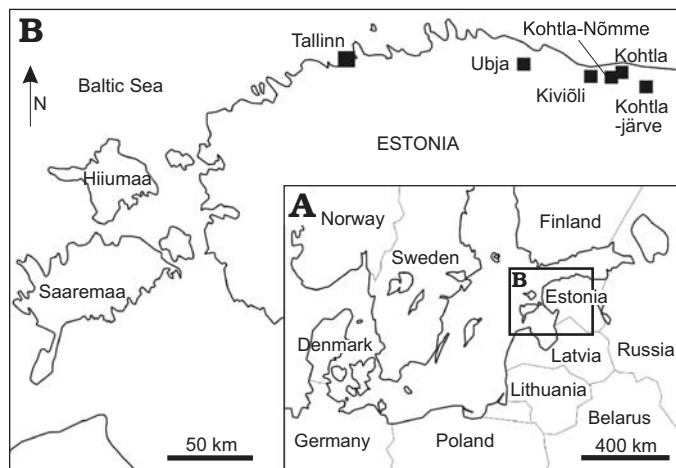 B
Tallinn
Kohtla-Nõmme
Kohtla
Ubja
Kiviõli
Kohtla
-järve
Baltic Sea
N
ESTONIA
Hiiumaa
Saaremaa
50 km
A
Norway
Finland
Sweden
B
Estonia
Denmark
Latvia
Russia
Lithuania
Belarus
Germany
Poland
400 km